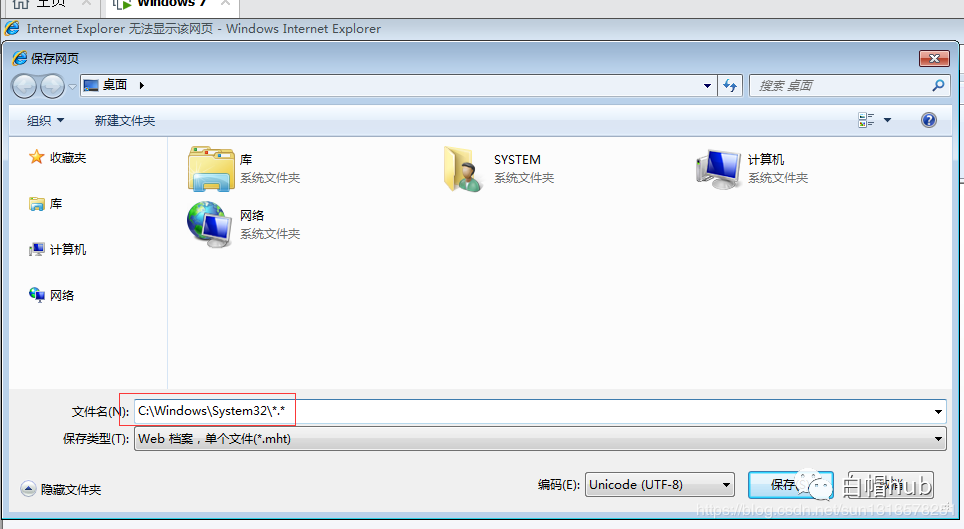 主页
Windows 7
Internet Explorer 无法显示该网页 - Windows Internet Explorer
保存网页
桌面
搜索 桌面
组织
新建文件夹
收藏夹
库
计算机
网络
库
系统文件夹
SYSTEM
系统文件夹
计算机
系统文件夹
网络
系统文件夹
文件名(N):
C:\Windows\System32\*.*
保存类型(T):
Web 档案，单个文件(*.mht)
隐藏文件夹
编码(E):
Unicode (UTF-8)
保存
白帽hub